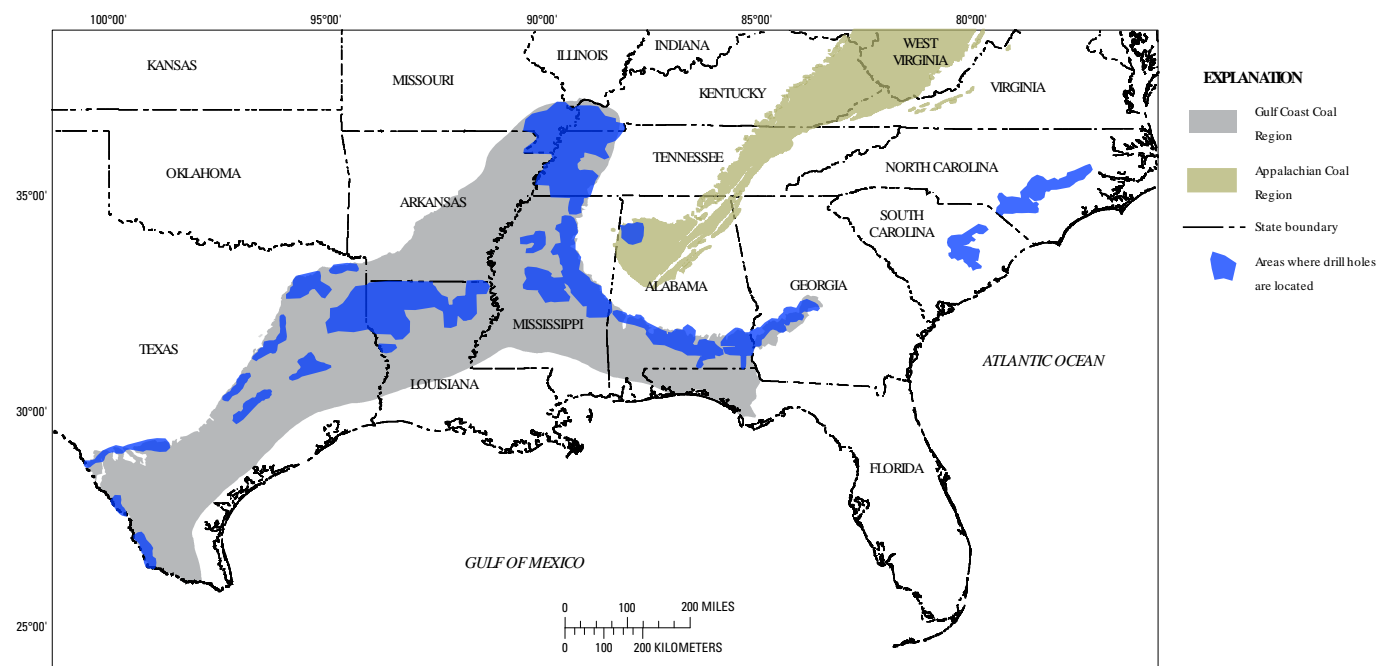 100°00' 95°00' 90°00' 85°00' 80°00'
KANSAS
MISSOURI
ILLINOIS
INDIANA
WEST
VIRGINIA
KENTUCKY
VIRGINIA
OKLAHOMA
TENNESSEE
NORTH CAROLINA
35°00'
ARKANSAS
SOUTH
CAROLINA
ALABAMA
GEORGIA
MISSISSIPPI
TEXAS
LOUISIANA
ATLANTIC OCEAN
30°00'
FLORIDA
GULF OF MEXICO
25°00'
0 100 200 MILES
0 100 200 KILOMETERS
EXPLANATION
Gulf Coast Coal
Region
Appalachian Coal
Region
State boundary
Areas where drill holes
are located